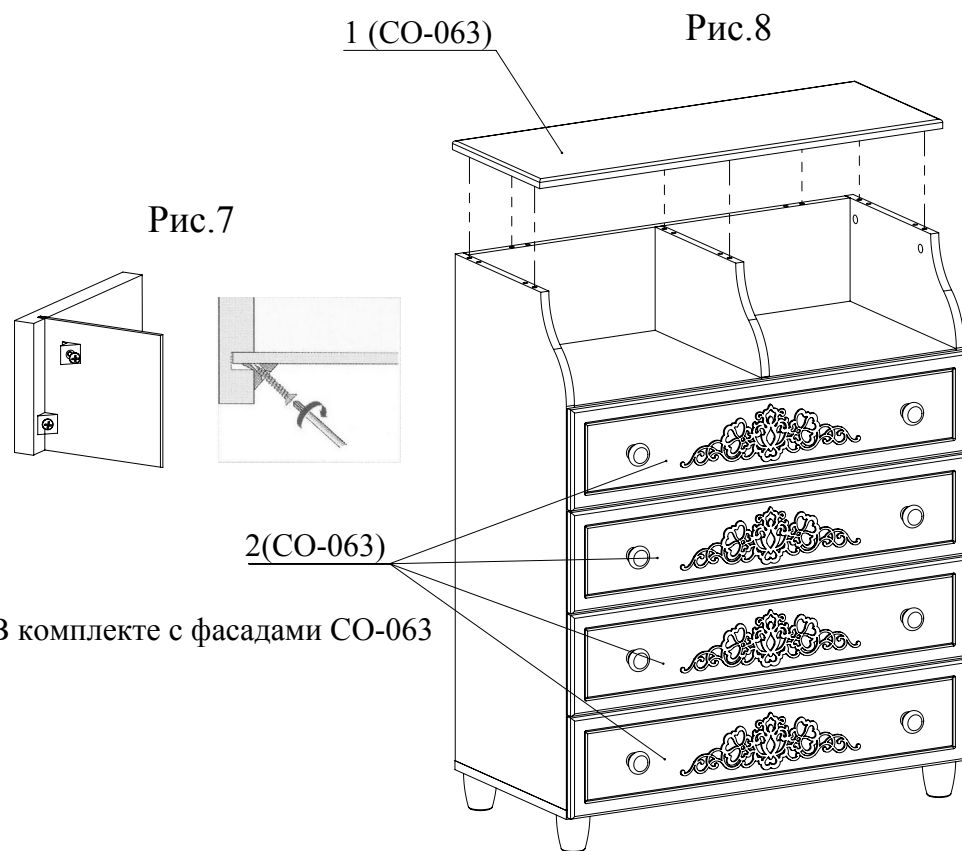 1 (СО-063)
Рис.8
Рис.7
2(СО-063)
В комплекте с фасадами СО-063